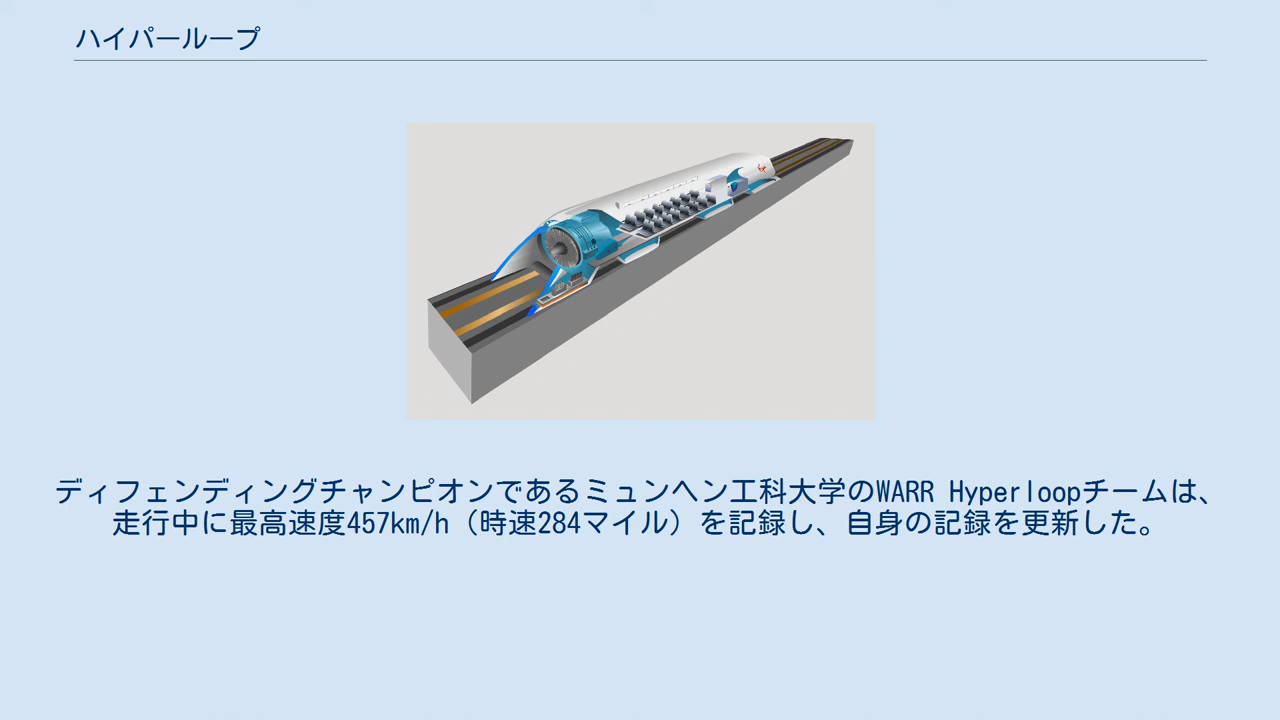 ハイパーループ
ディフェンディングチャンピオンであるミュンヘン工科大学のWARR Hyperloopチームは、
走行中に最高速度457km/h（時速284マイル）を記録し、自身の記録を更新した。